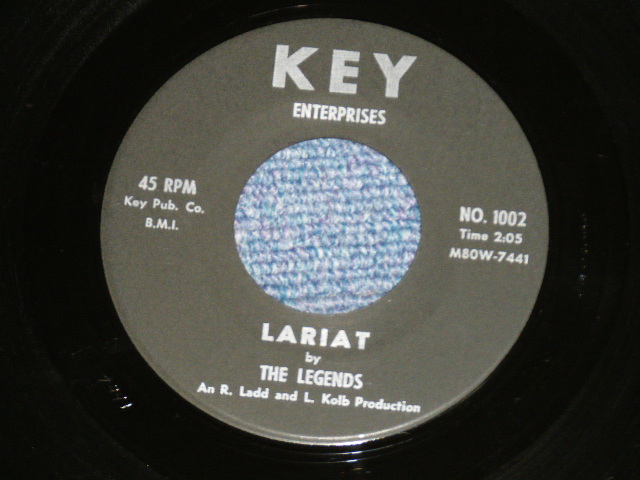 KEY
ENTERPRISES
45 RPM
Key Pub. Co.
B.M.I.
NO. 1002
Time 2:05
M80W-7441
LARIAT
by
THE LEGENDS
An R. Ladd and L. Kolb Production